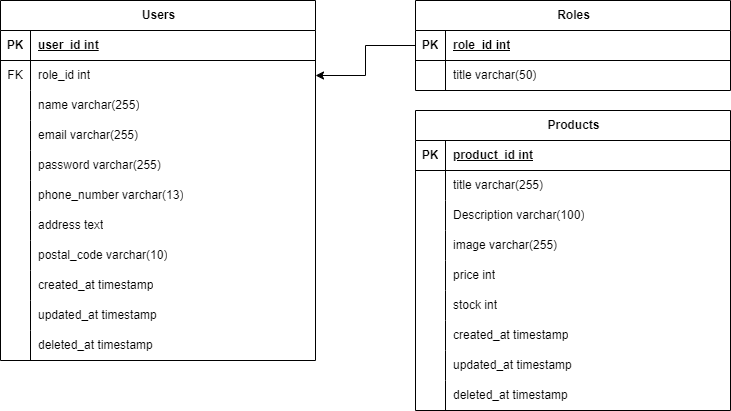 Users
PK user_id int
FK role_id int
name varchar(255)
email varchar(255)
password varchar(255)
phone_number varchar(13)
address text
postal_code varchar(10)
created_at timestamp
updated_at timestamp
deleted_at timestamp
Roles
PK role_id int
title varchar(50)
Products
PK product_id int
title varchar(255)
Description varchar(100)
image varchar(255)
price int
stock int
created_at timestamp
updated_at timestamp
deleted_at timestamp